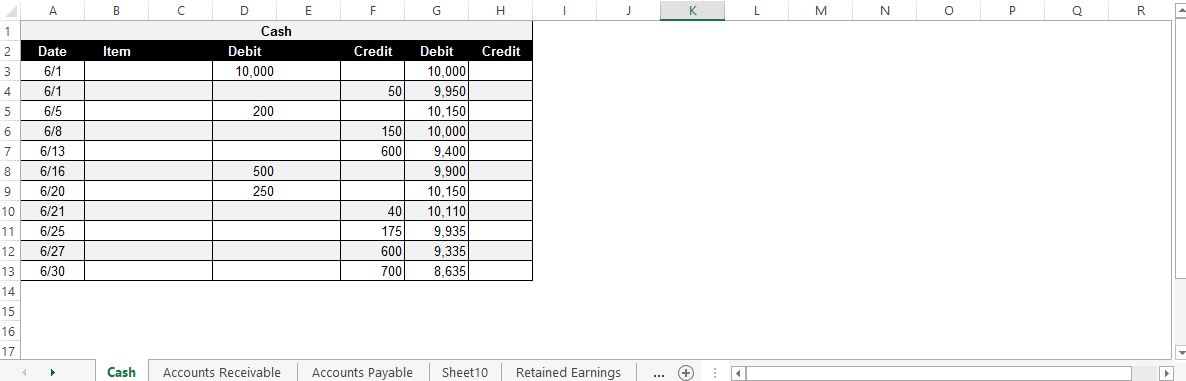 A B C D E F G H I J K L M N O P Q R
1 Cash
2 Date Item Debit Credit Debit Credit
3 6/1 10,000 10,000
4 6/1 50 9,950
5 6/5 200 10,150
6 6/8 150 10,000
7 6/13 600 9,400
8 6/16 500 9,900
9 6/20 250 10,150
10 6/21 40 10,110
11 6/25 175 9,935
12 6/27 600 9,335
13 6/30 700 8,635
14
15
16
17
Cash Accounts Receivable Accounts Payable Sheet10 Retained Earnings ...